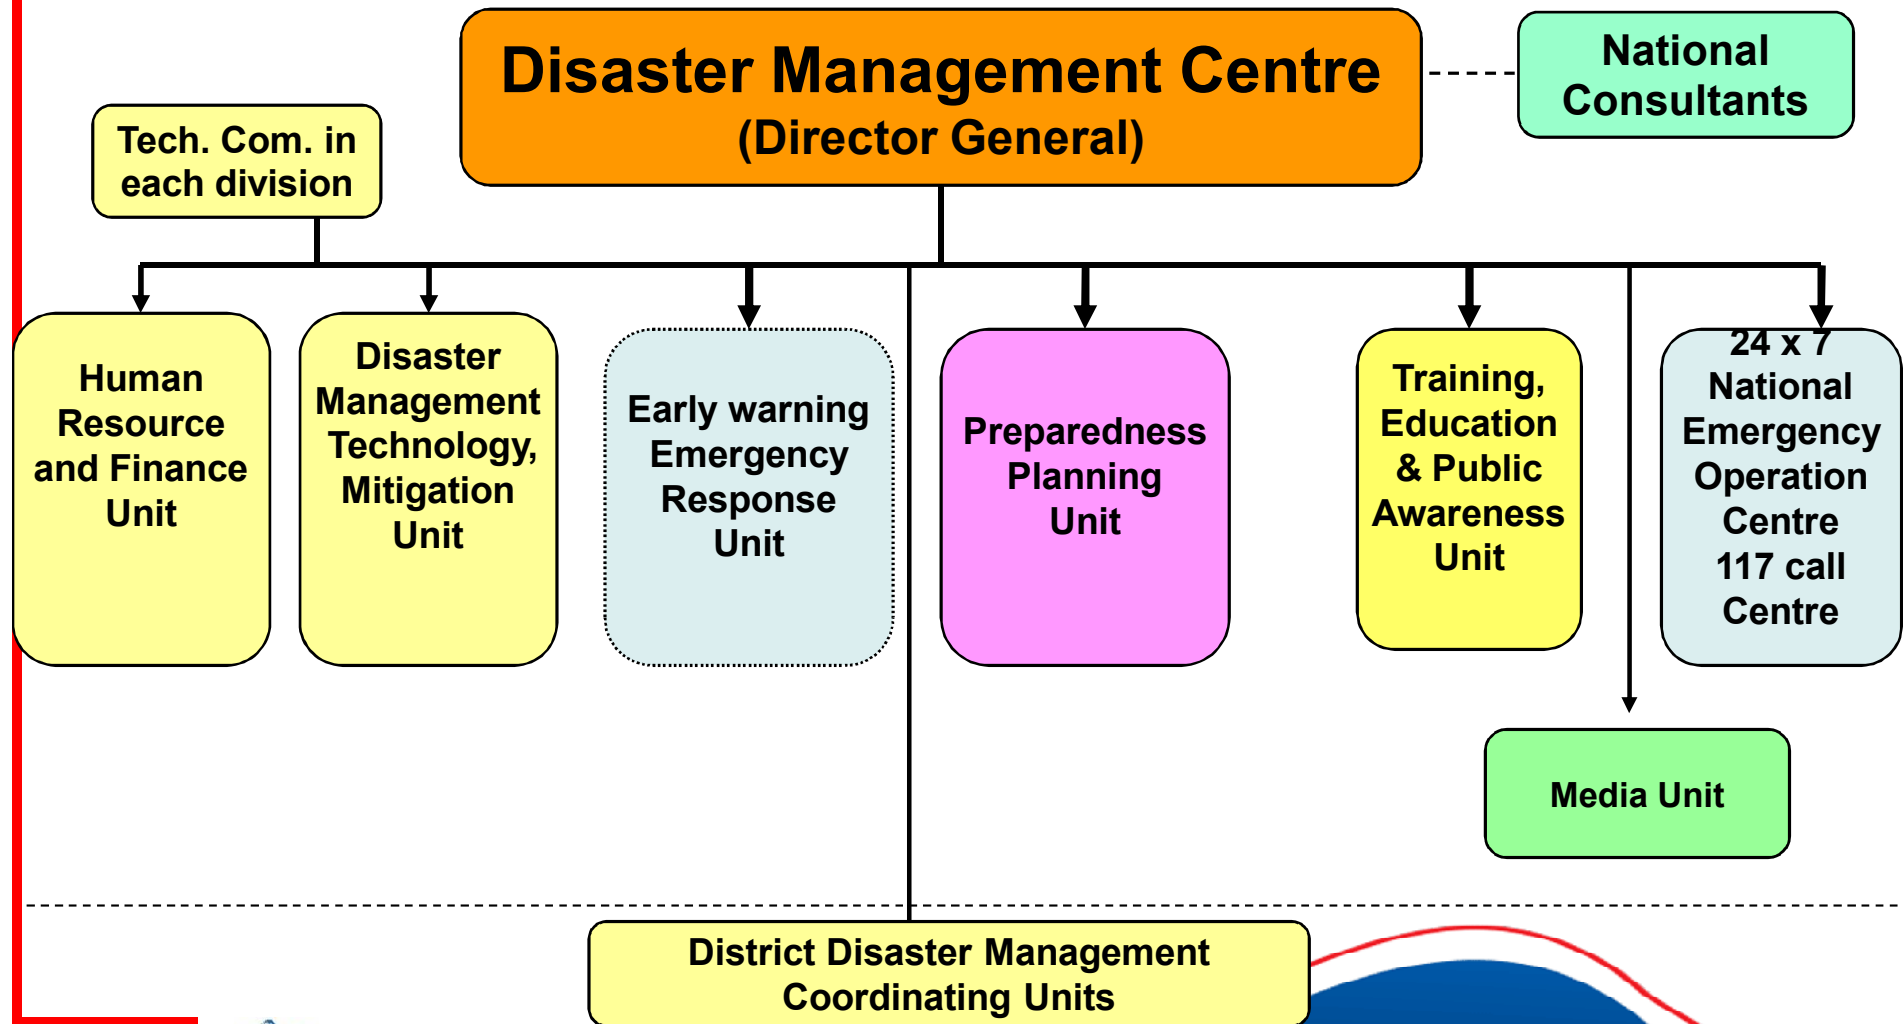 Disaster Management Centre
(Director General)
National
Consultants
Tech. Com. in
each division
Human
Resource
and Finance
Unit
Disaster
Management
Technology,
Mitigation
Unit
Early warning
Emergency
Response
Unit
Preparedness
Planning
Unit
Training,
Education
& Public
Awareness
Unit
24 x 7
National
Emergency
Operation
Centre
117 call
Centre
Media Unit
District Disaster Management
Coordinating Units